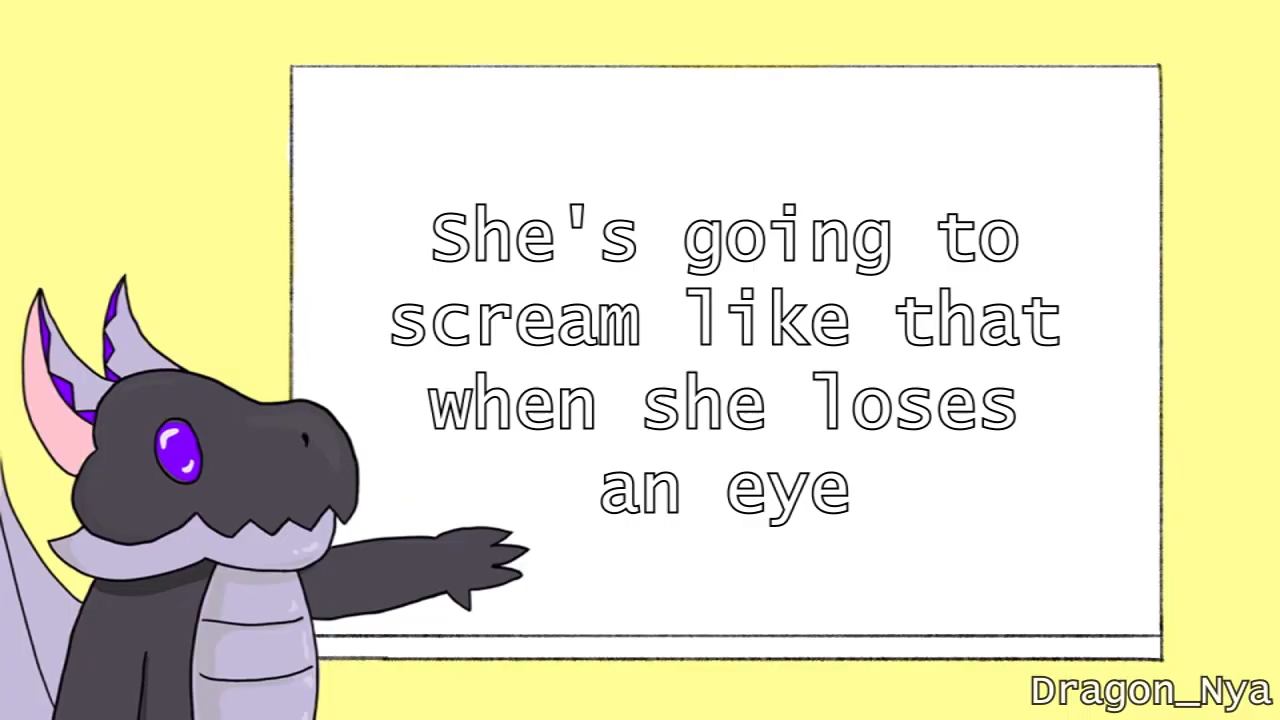 She's going to
scream like that
when she loses
an eye
Dragon_Nya